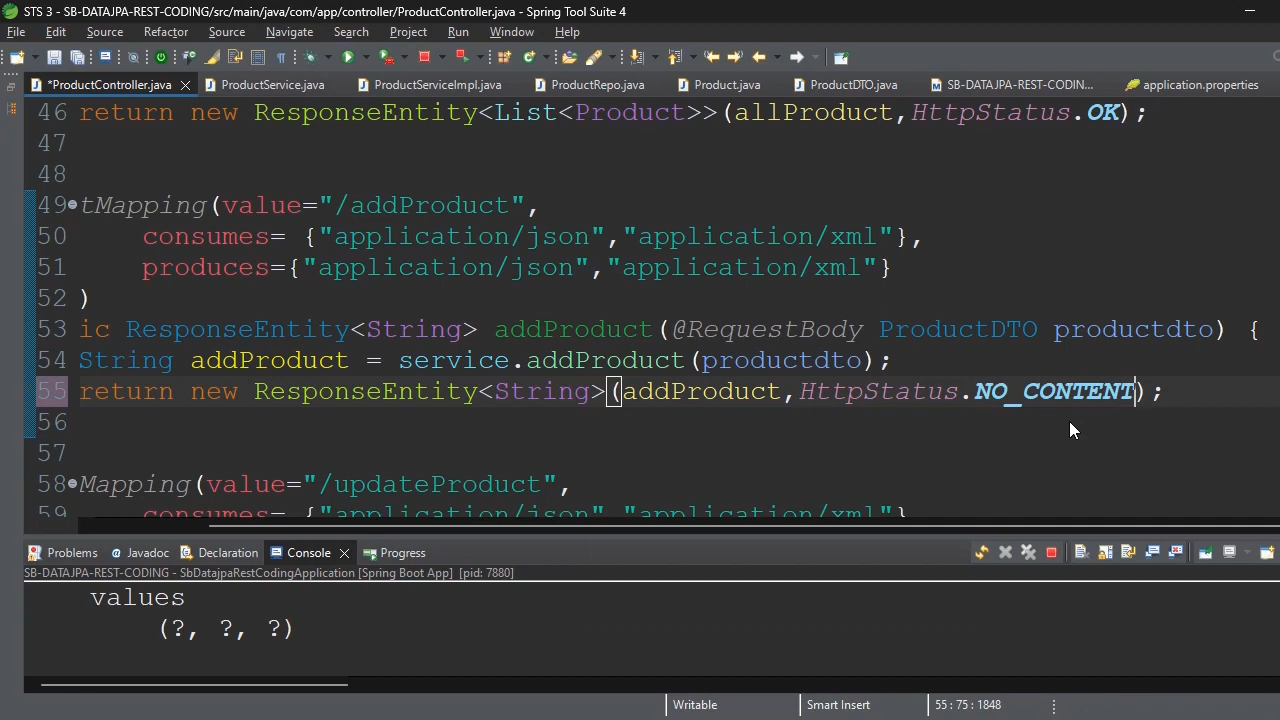 STS 3 - SB-DATAJPA-REST-CODING/src/main/java/com/app/controller/ProductController.java - Spring Tool Suite 4
File Edit Source Refactor Source Navigate Search Project Run Window Help
*ProductController.java ProductService.java ProductServiceImpl.java ProductRepo.java Product.java ProductDTO.java SB-DATAJPA-REST-CODIN... application.properties
46 return new ResponseEntity<List<Product>>(allProduct,HttpStatus.OK);
47
48
49 tMapping(value="/addProduct",
50 consumes= {"application/json","application/xml"},
51 produces={"application/json","application/xml"}
52 )
53 ic ResponseEntity<String> addProduct(@RequestBody ProductDTO productdto) {
54 String addProduct = service.addProduct(productdto);
55 return new ResponseEntity<String>(addProduct,HttpStatus.NO_CONTENT);
56
57
58 Mapping(value="/updateProduct",
59 consumes= {"application/json","application/xml"}
Problems Javadoc Declaration Console Progress
SB-DATAJPA-REST-CODING - SbDatajpaRestCodingApplication [Spring Boot App] [pid: 7880]
values
(?, ?, ?)
Writable Smart Insert 55 : 75 : 1848